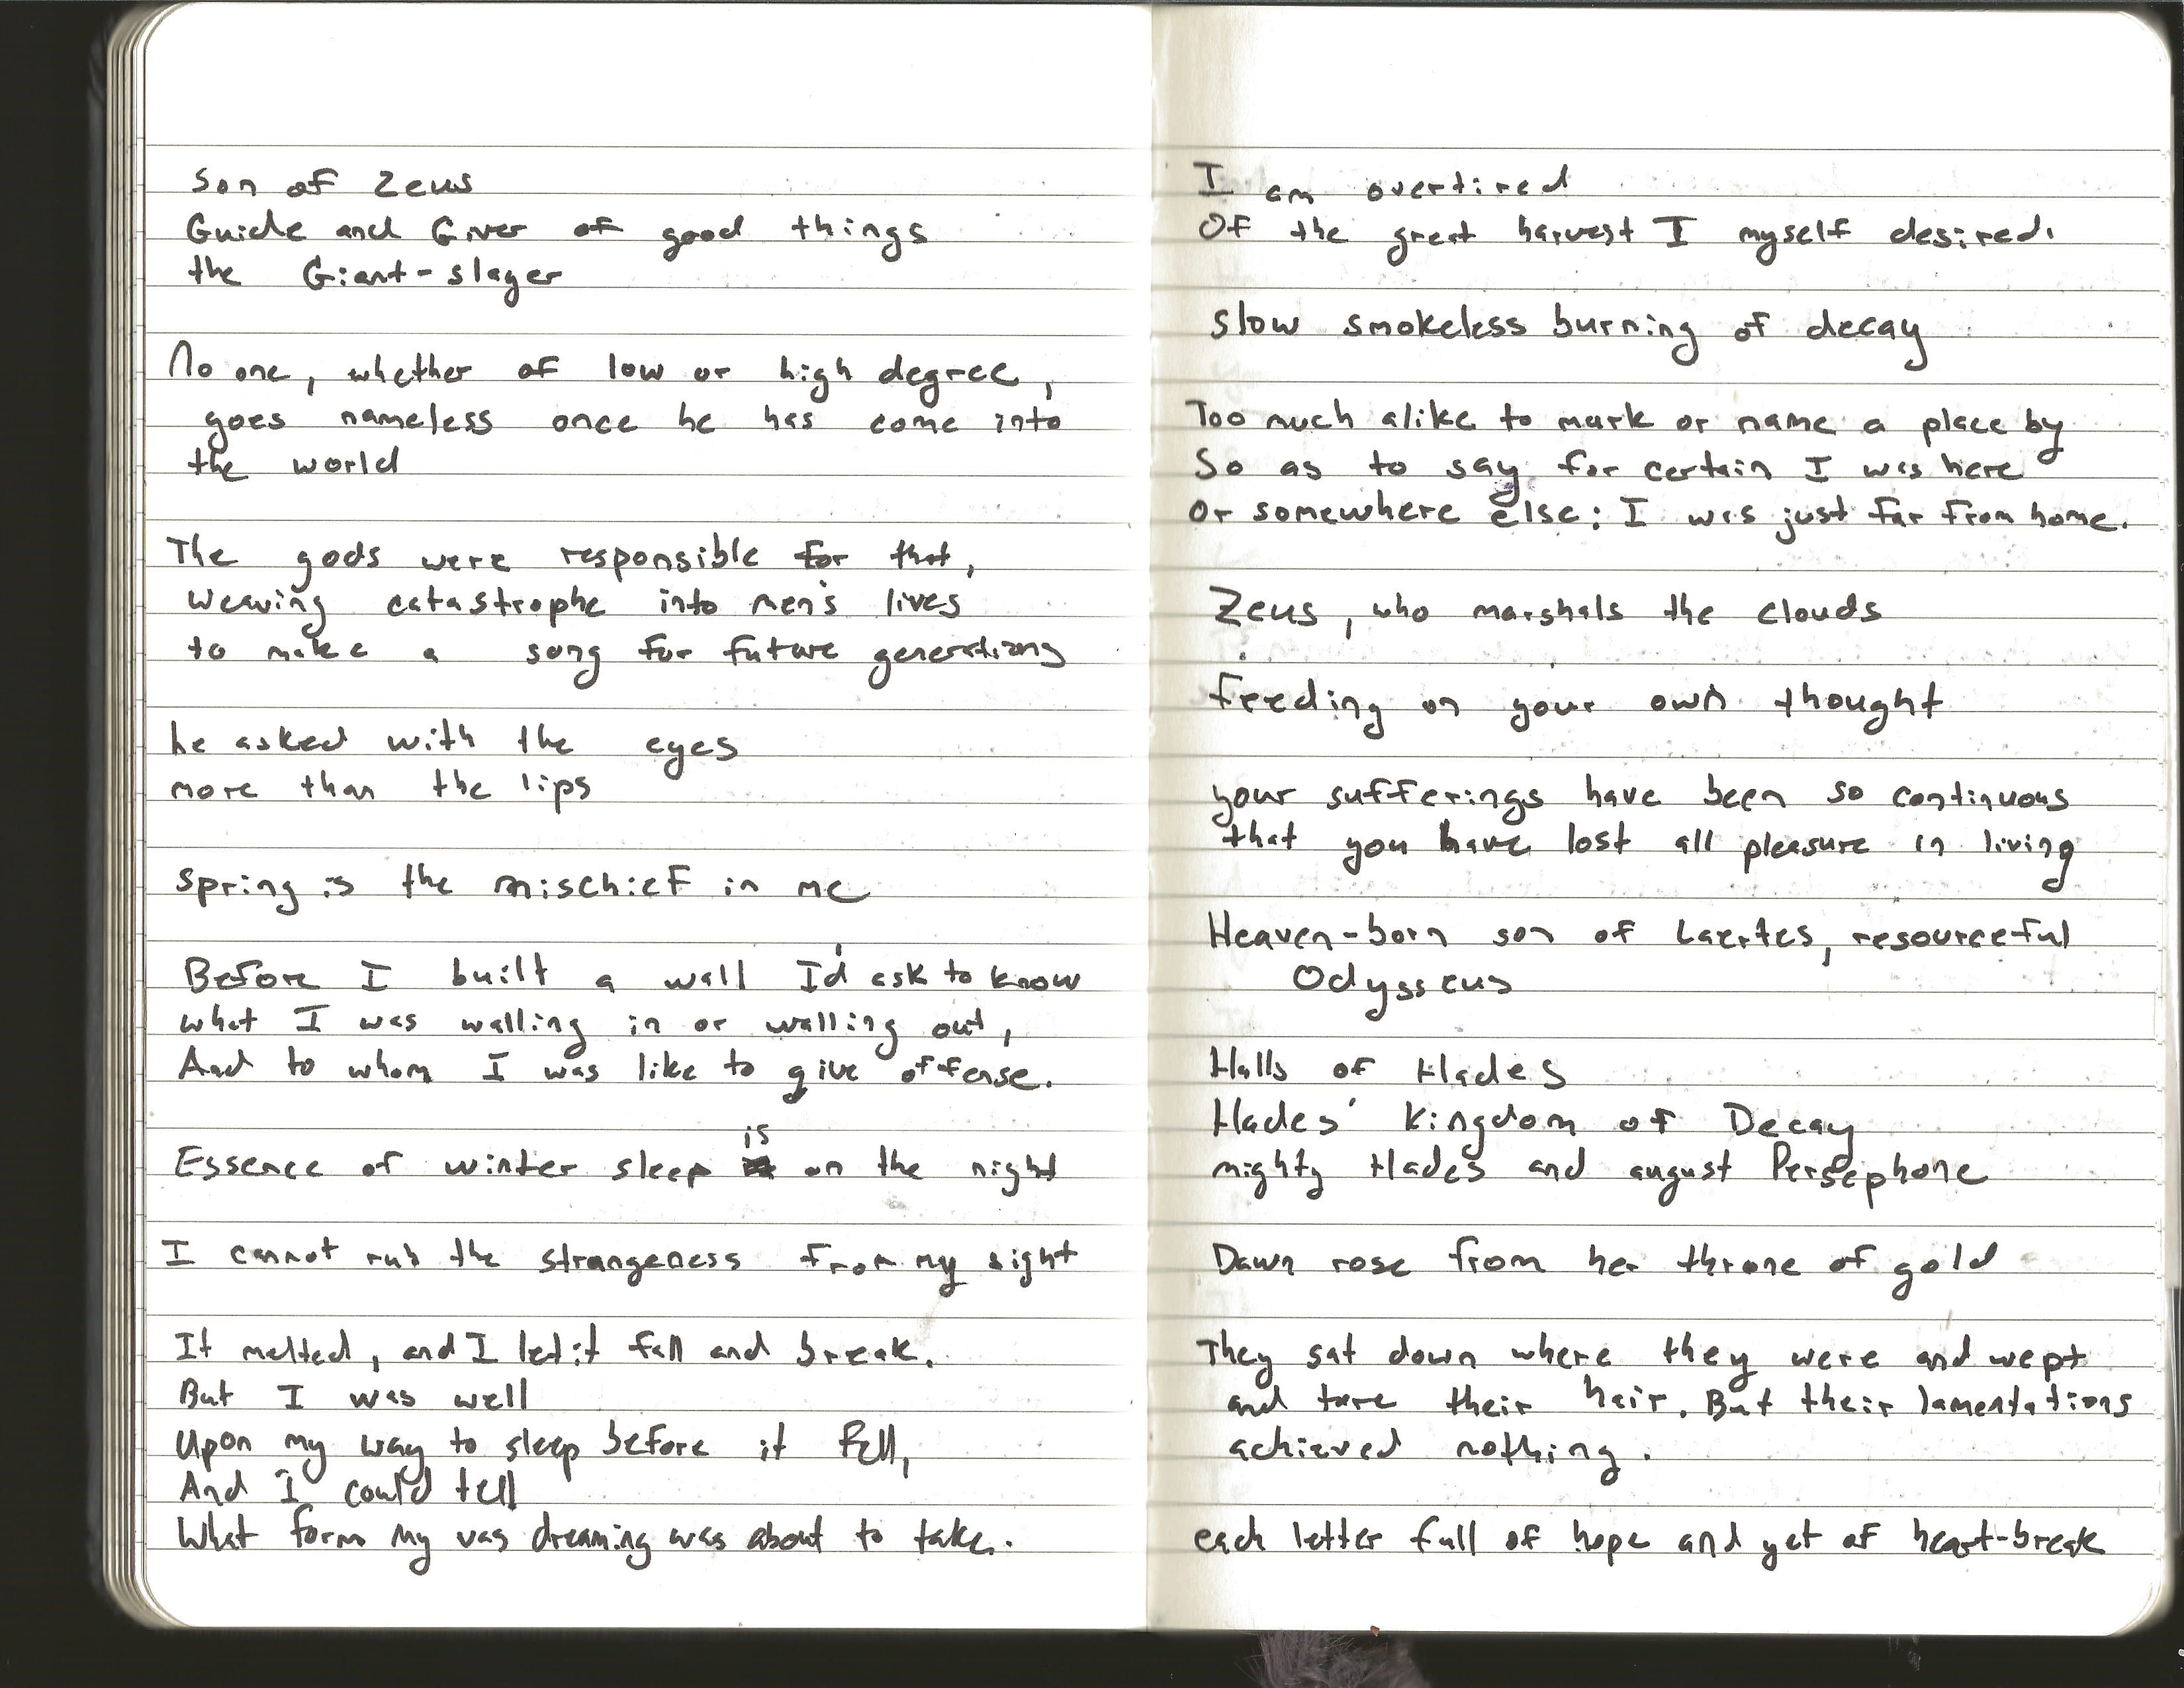 Son of Zeus
Guide and Giver of good things
the Giant-slayer
No one, whether of low or high degree,
goes nameless once he has come into
the world
The gods were responsible for that,
weaving catastrophe into men's lives
to make a song for future generations
he asked with the eyes
more than the lips
Spring is the mischief in me
Before I built a wall I'd ask to know
what I was walling in or walling out,
And to whom I was like to give offense.
Essence of winter sleep is on the night
I cannot rub the strangeness from my sight
It melted, and I let it fall and break.
But I was well
Upon my way to sleep before it fell,
And I could tell
What form my was dreaming was about to take.
I am overtired
Of the great harvest I myself desired.
slow smokeless burning of decay
Too much alike to mark or name a place by
So as to say for certain I was here
Or somewhere else: I was just far from home.
Zeus, who marshals the clouds
feeding on your own thought
your sufferings have been so continuous
that you have lost all pleasure in living
Heaven-born son of Laertes, resourceful
Odysseus
Halls of Hades
Hades' Kingdom of Decay
mighty Hades and august Persephone
Dawn rose from her throne of gold
They sat down where they were and wept
and tore their hair. But their lamentations
achieved nothing.
each letter full of hope and yet of heart-break